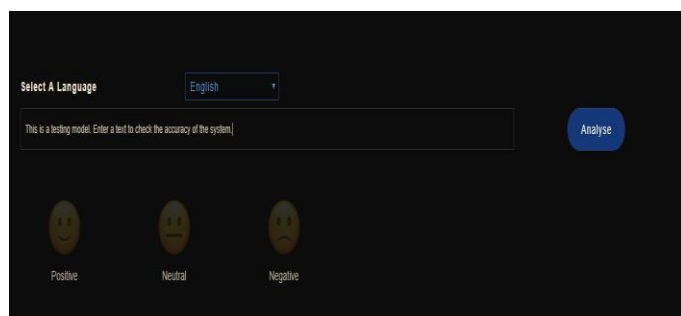 Select A Language
English
This is a testing model. Enter a text to check the accuracy of the system.
Analyse
Positive
Neutral
Negative